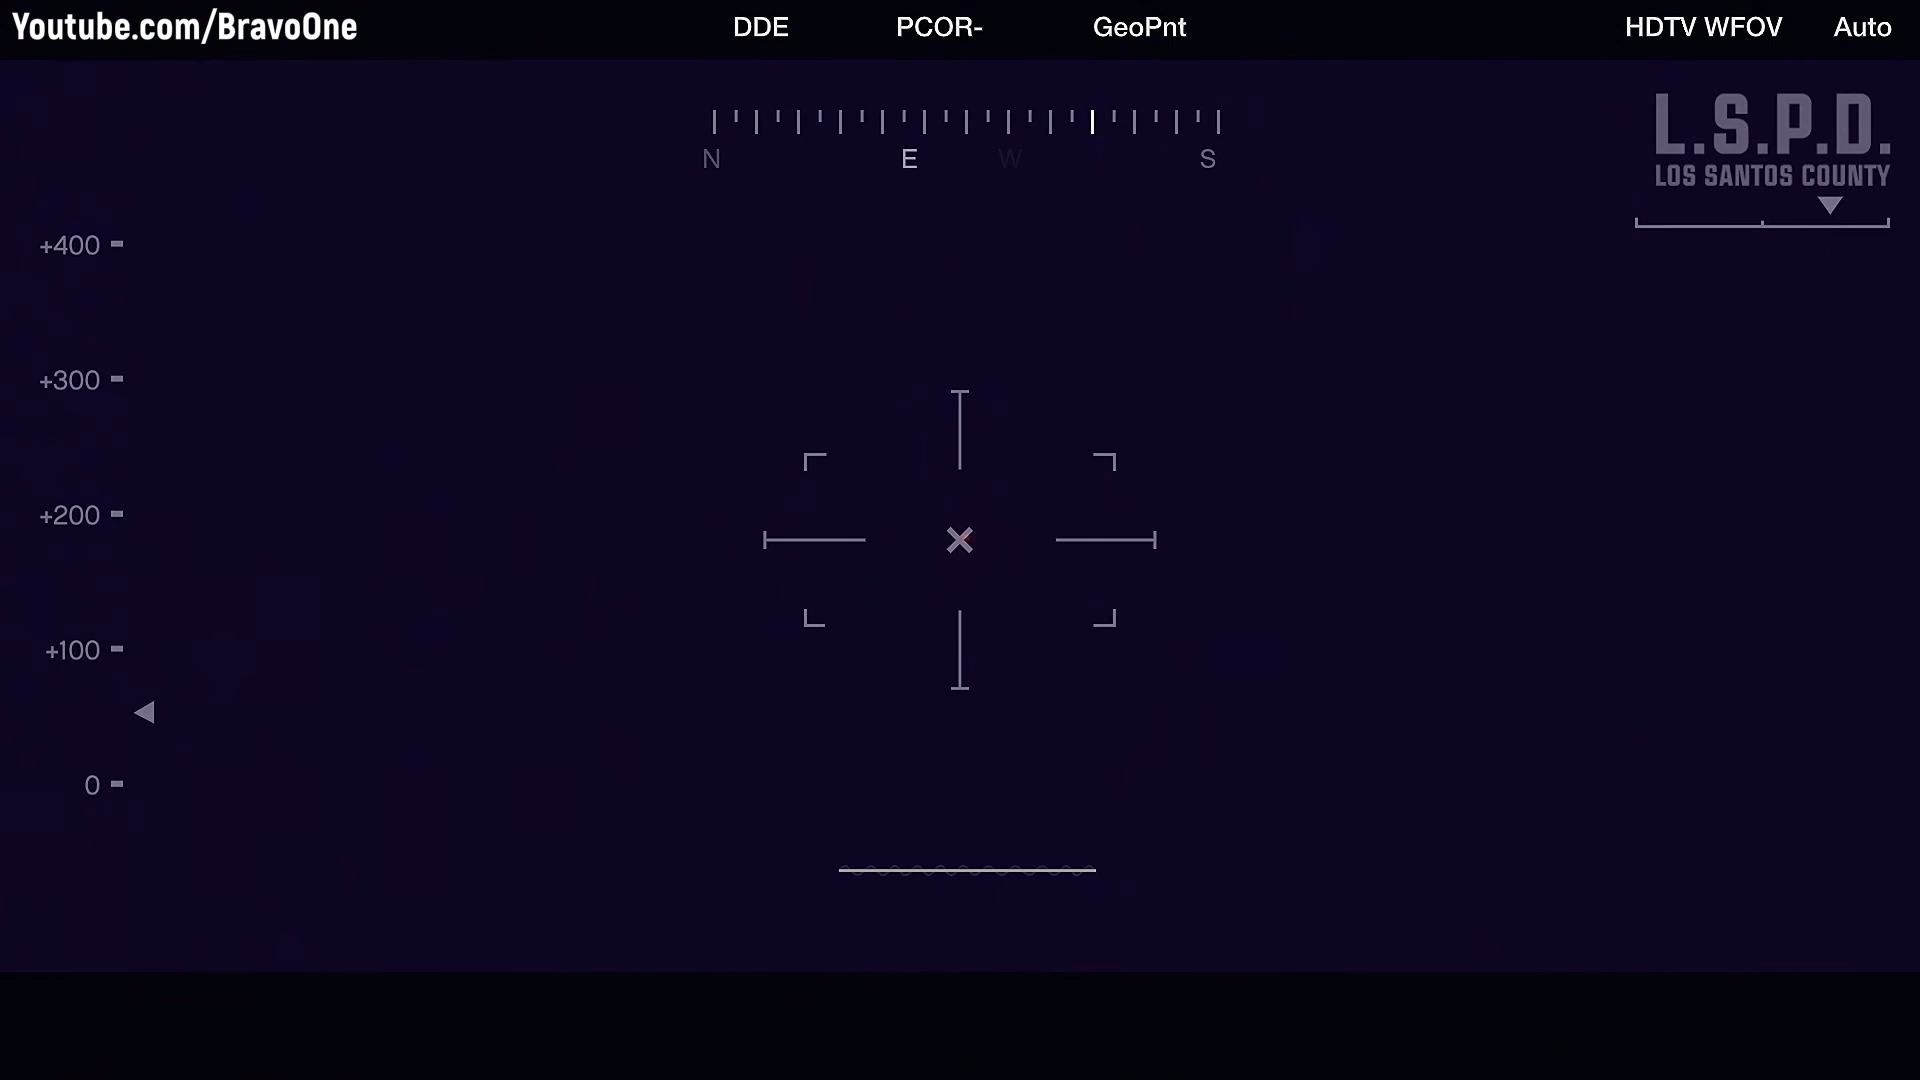 Youtube.com/BravoOne DDE PCOR- GeoPnt HDTV WFOV Auto
L.S.P.D.
LOS SANTOS COUNTY
N E W S
+400
+300
+200
+100
0